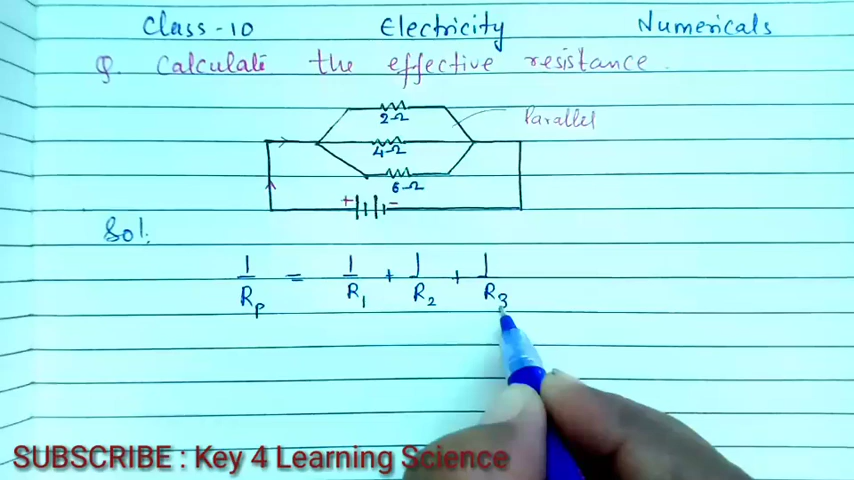 Class-10 Electricity Numericals
Q. Calculate the effective resistance.
2Ω
Parallel
4Ω
6Ω
+ -
Sol.
1/Rp = 1/R1 + 1/R2 + 1/R3
SUBSCRIBE : Key 4 Learning Science